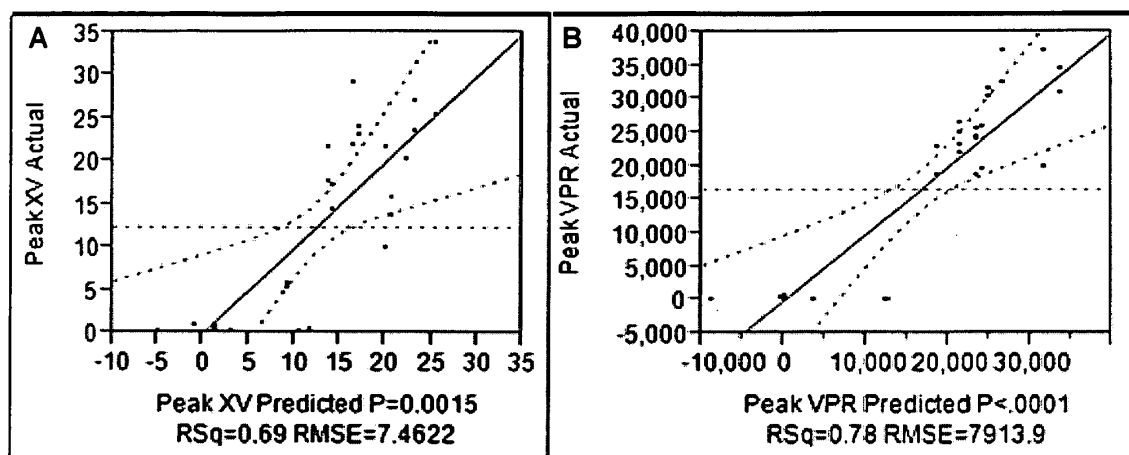 A
35
30
25
20
15
10
5
0
Peak XV Actual
-10 -5 0 5 10 15 20 25 30 35
Peak XV Predicted P=0.0015
RSq=0.69 RMSE=7.4622
B
40,000
35,000
30,000
25,000
20,000
15,000
10,000
5,000
0
-5,000
Peak VPR Actual
-10,000 0 10,000 20,000 30,000
Peak VPR Predicted P<.0001
RSq=0.78 RMSE=7913.9